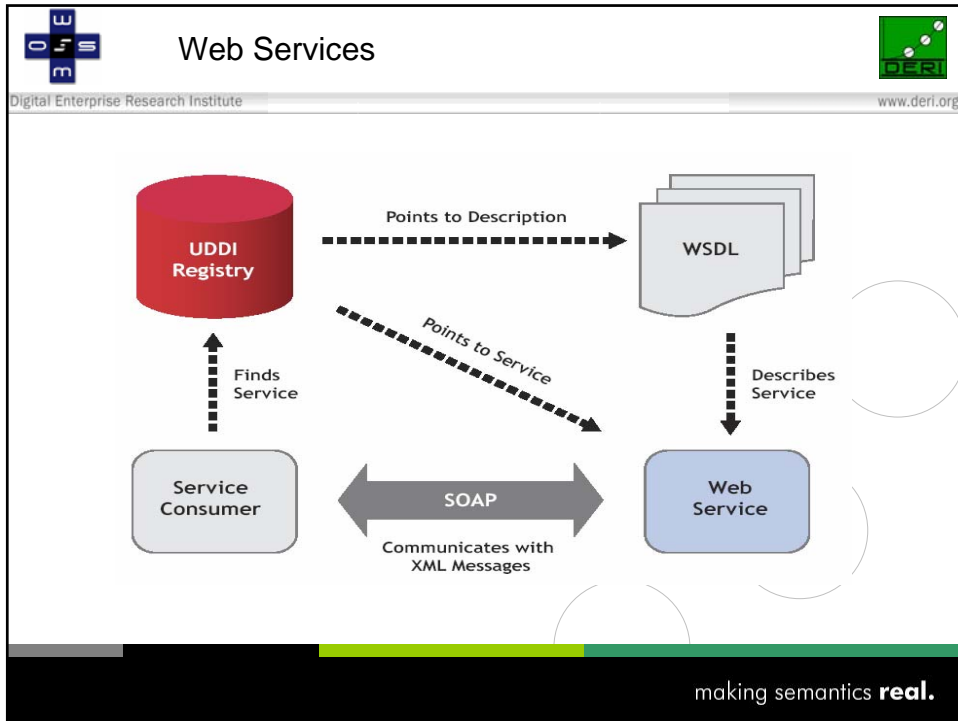 W
O S
m
Web Services
DERI
Digital Enterprise Research Institute
www.deri.org
UDDI
Registry
Points to Description
WSDL
Points to Service
Finds
Service
Describes
Service
Service
Consumer
SOAP
Web
Service
Communicates with
XML Messages
making semantics real.